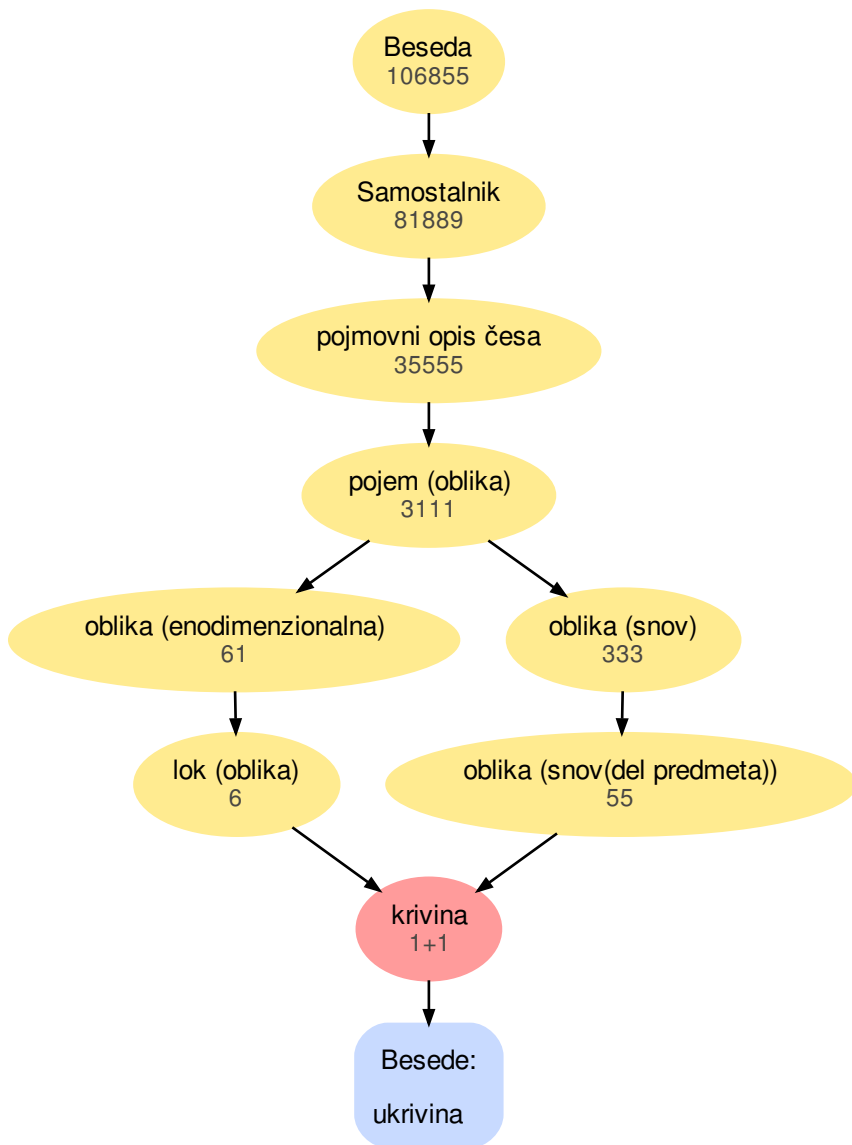 Beseda
106855
Samostalnik
81889
pojmovni opis česa
35555
pojem (oblika)
3111
oblika (enodimenzionalna)
61
oblika (snov)
333
lok (oblika)
6
oblika (snov(del predmeta))
55
krivina
1+1
Besede:
ukrivina